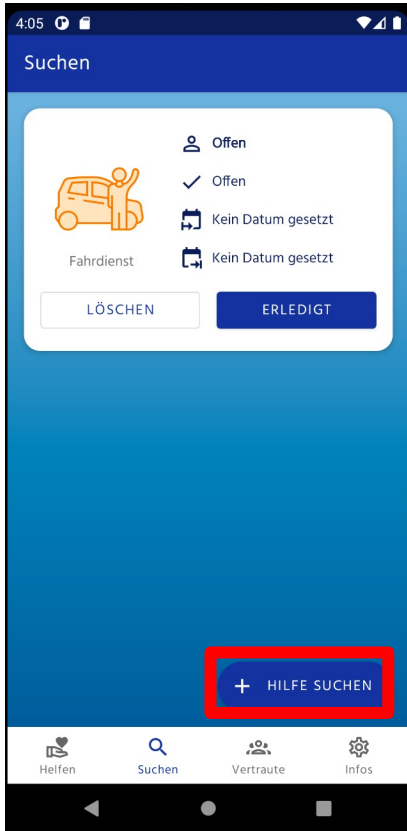 4:05
Suchen
Offen
Offen
Kein Datum gesetzt
Kein Datum gesetzt
Fahrdienst
LÖSCHEN
ERLEDIGT
+ HILFE SUCHEN
Helfen
Suchen
Vertraute
Infos